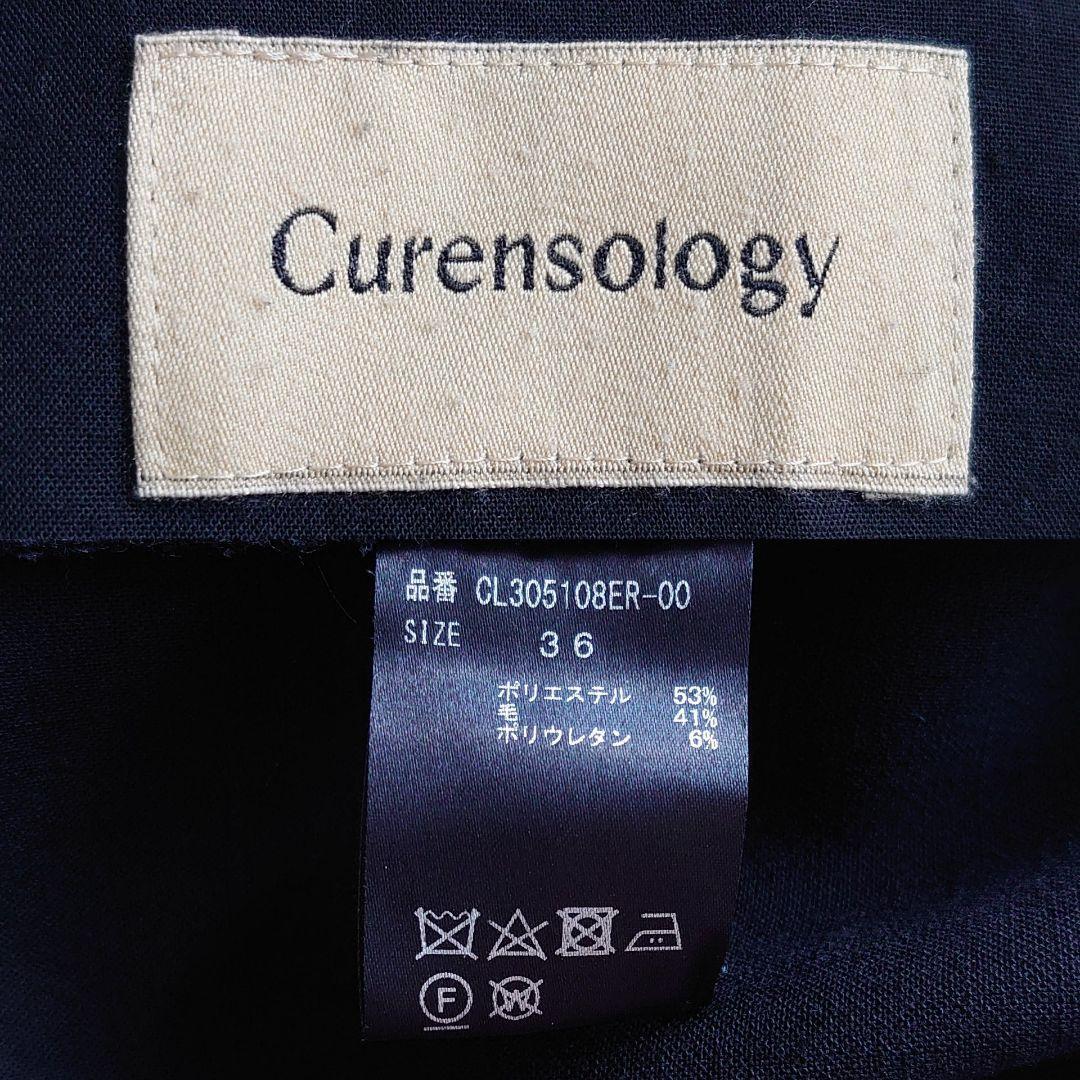 Curensology
品番 CL305108ER-00
SIZE 36
ポリエステル 53%
毛 41%
ポリウレタン 6%
F W